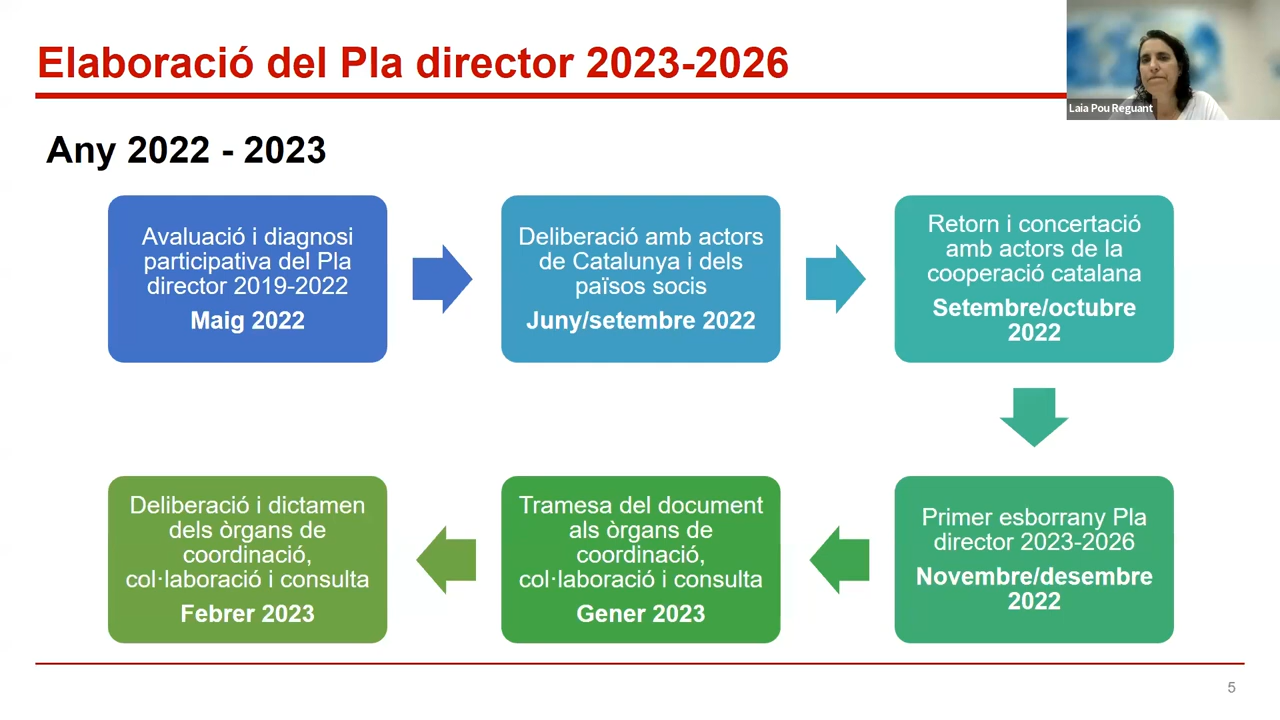 Elaboració del Pla director 2023-2026
Laia Pou Reguant
Any 2022 - 2023
Avaluació i diagnosi
participativa del Pla
director 2019-2022
Maig 2022
Deliberació amb actors
de Catalunya i dels
països socis
Juny/setembre 2022
Retorn i concertació
amb actors de la
cooperació catalana
Setembre/octubre
2022
Primer esborrany Pla
director 2023-2026
Novembre/desembre
2022
Tramesa del document
als òrgans de
coordinació,
col·laboració i consulta
Gener 2023
Deliberació i dictamen
dels òrgans de
coordinació,
col·laboració i consulta
Febrer 2023
5